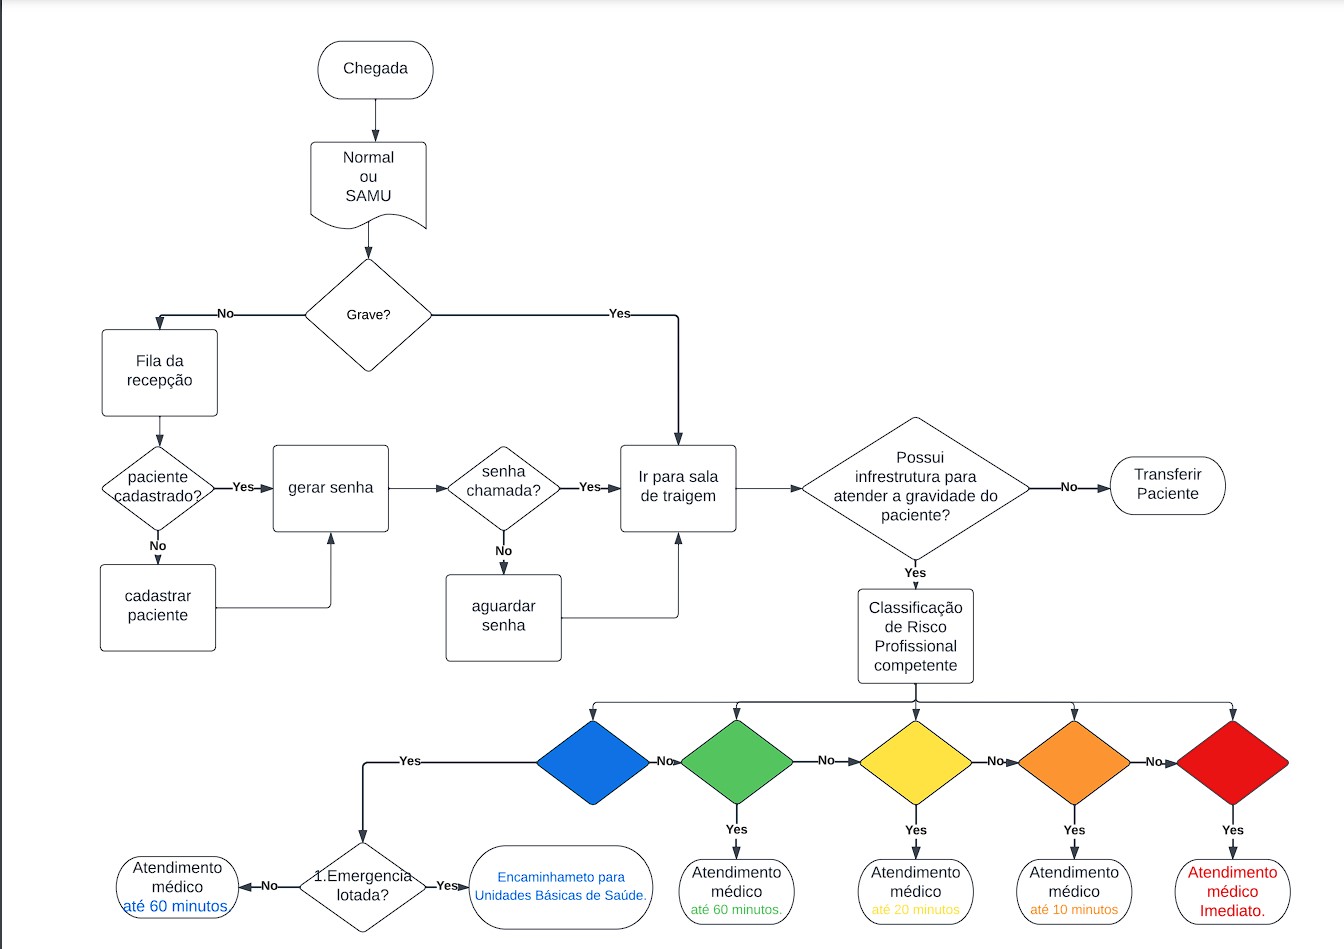 Chegada
Normal
ou
SAMU
Grave?
No
Yes
Fila da
recepção
paciente
cadastrado?
Yes
gerar senha
senha
chamada?
Yes
Ir para sala
de traigem
Possui
infrestrutura para
atender a gravidade do
paciente?
No
Transferir
Paciente
No
No
Yes
cadastrar
paciente
aguardar
senha
Classificação
de Risco
Profissional
competente
Yes
No
No
No
No
Yes
Yes
Yes
Yes
Atendimento
médico
até 60 minutos.
No
1.Emergencia
lotada?
Yes
Encaminhameto para
Unidades Básicas de Saúde.
Atendimento
médico
até 60 minutos.
Atendimento
médico
até 20 minutos
Atendimento
médico
até 10 minutos
Atendimento
médico
Imediato.